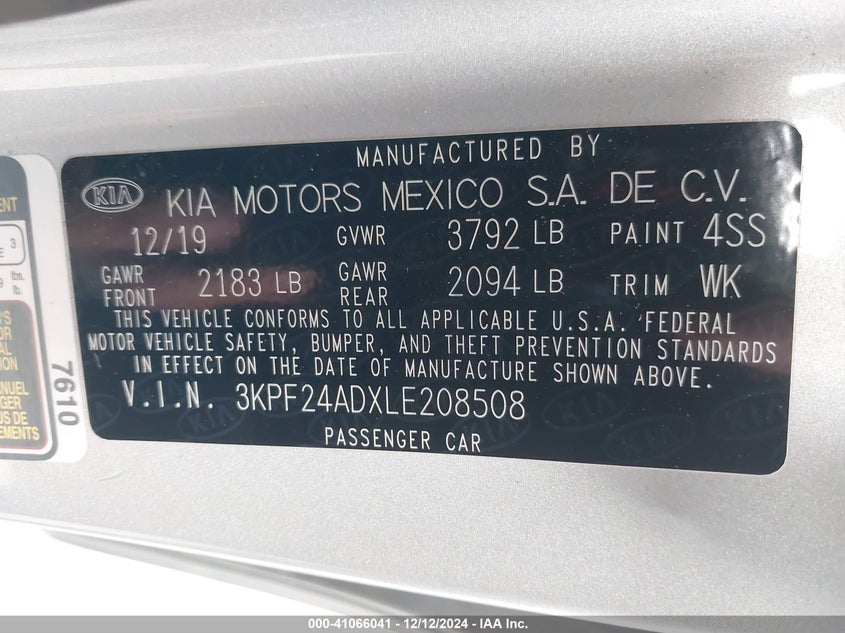 MANUFACTURED BY
KIA KIA MOTORS MEXICO S.A. DE C.V.
12/19 GVWR 3792 LB PAINT 4SS
GAWR FRONT 2183 LB GAWR REAR 2094 LB TRIM WK
THIS VEHICLE CONFORMS TO ALL APPLICABLE U.S.A. FEDERAL
MOTOR VEHICLE SAFETY, BUMPER, AND THEFT PREVENTION STANDARDS
IN EFFECT ON THE DATE OF MANUFACTURE SHOWN ABOVE.
V.I.N. 3KPF24ADXLE208508
PASSENGER CAR
7610
3
lbs.
lb.
000-41066041 - 12/12/2024 - IAA Inc.